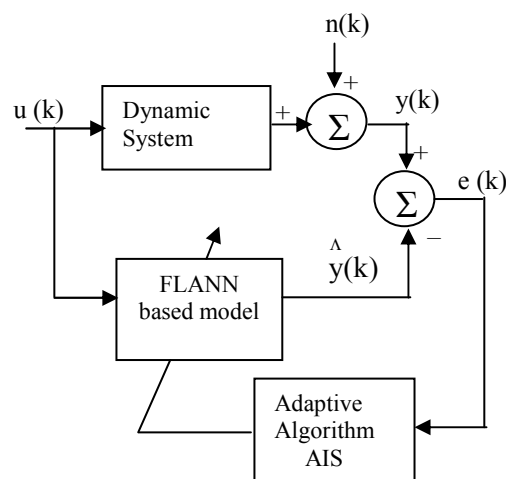 n(k)
+
u (k)
Dynamic
System
+
Σ
y(k)
+
Σ
e (k)
−
^
y(k)
FLANN
based model
Adaptive
Algorithm
AIS